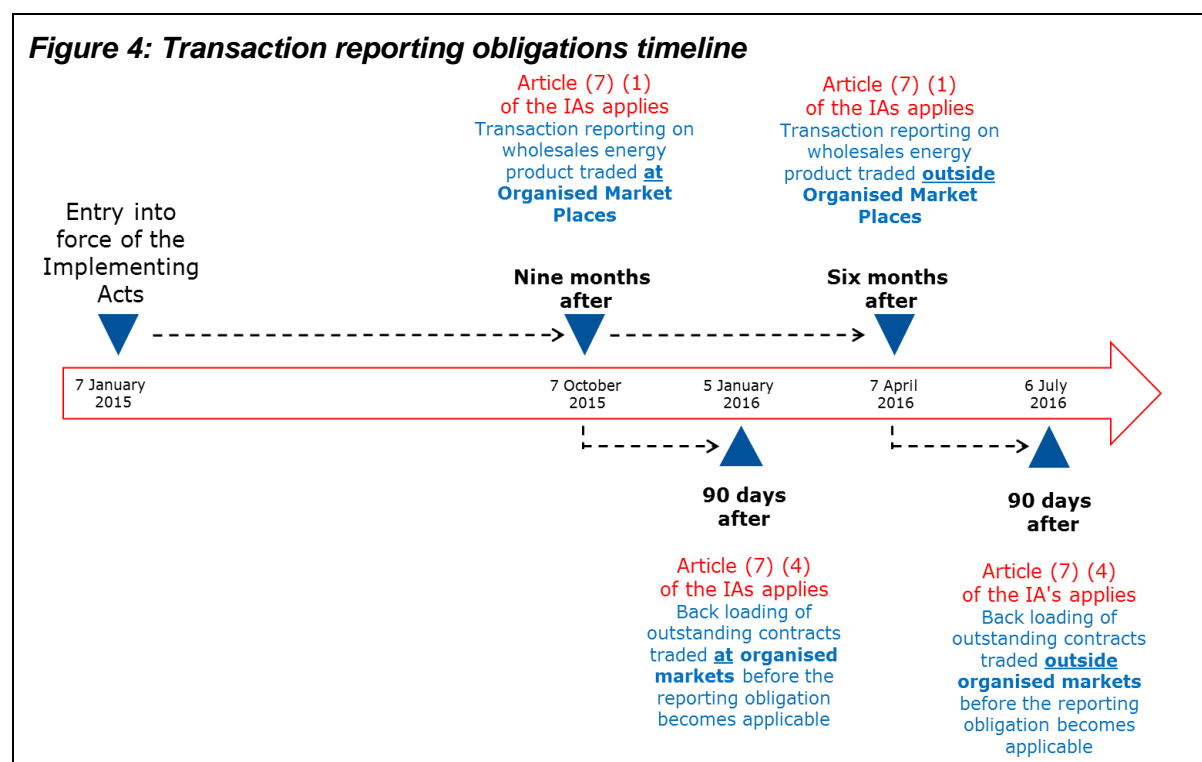 Figure 4: Transaction reporting obligations timeline
Article (7) (1)
of the IAs applies
Transaction reporting on
wholesales energy
product traded at
Organised Market
Places
Article (7) (1)
of the IAs applies
Transaction reporting on
wholesales energy
product traded outside
Organised Market
Places
Entry into
force of the
Implementing
Acts
Nine months
after
Six months
after
7 January
2015
7 October
2015
5 January
2016
7 April
2016
6 July
2016
90 days
after
Article (7) (4)
of the IAs applies
Back loading of
outstanding contracts
traded at organised
markets before the
reporting obligation
becomes applicable
90 days
after
Article (7) (4)
of the IA's applies
Back loading of
outstanding contracts
traded outside
organised markets
before the reporting
obligation becomes
applicable